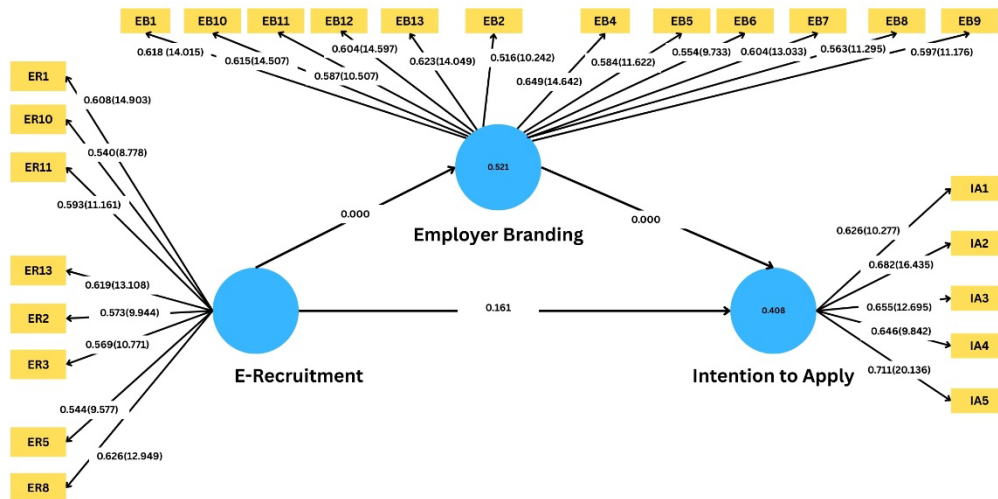 EB1
EB10
EB11
EB12
EB13
EB2
EB4
EB5
EB6
EB7
EB8
EB9
0.618 (14.015)
0.615(14.507)
0.587(10.507)
0.604(14.597)
0.623(14.049)
0.516(10.242)
0.649(14.642)
0.584(11.622)
0.554(9.733)
0.604(13.033)
0.563(11.295)
0.597(11.176)
ER1
ER10
ER11
ER13
ER2
ER3
ER5
ER8
0.608(14.903)
0.540(8.778)
0.593(11.161)
0.619(13.108)
0.573(9.944)
0.569(10.771)
0.544(9.577)
0.626(12.949)
0.521
Employer Branding
0.000
0.000
0.161
E-Recruitment
0.408
Intention to Apply
0.626(10.277)
0.682(16.435)
0.655(12.695)
0.646(9.842)
0.711(20.136)
IA1
IA2
IA3
IA4
IA5